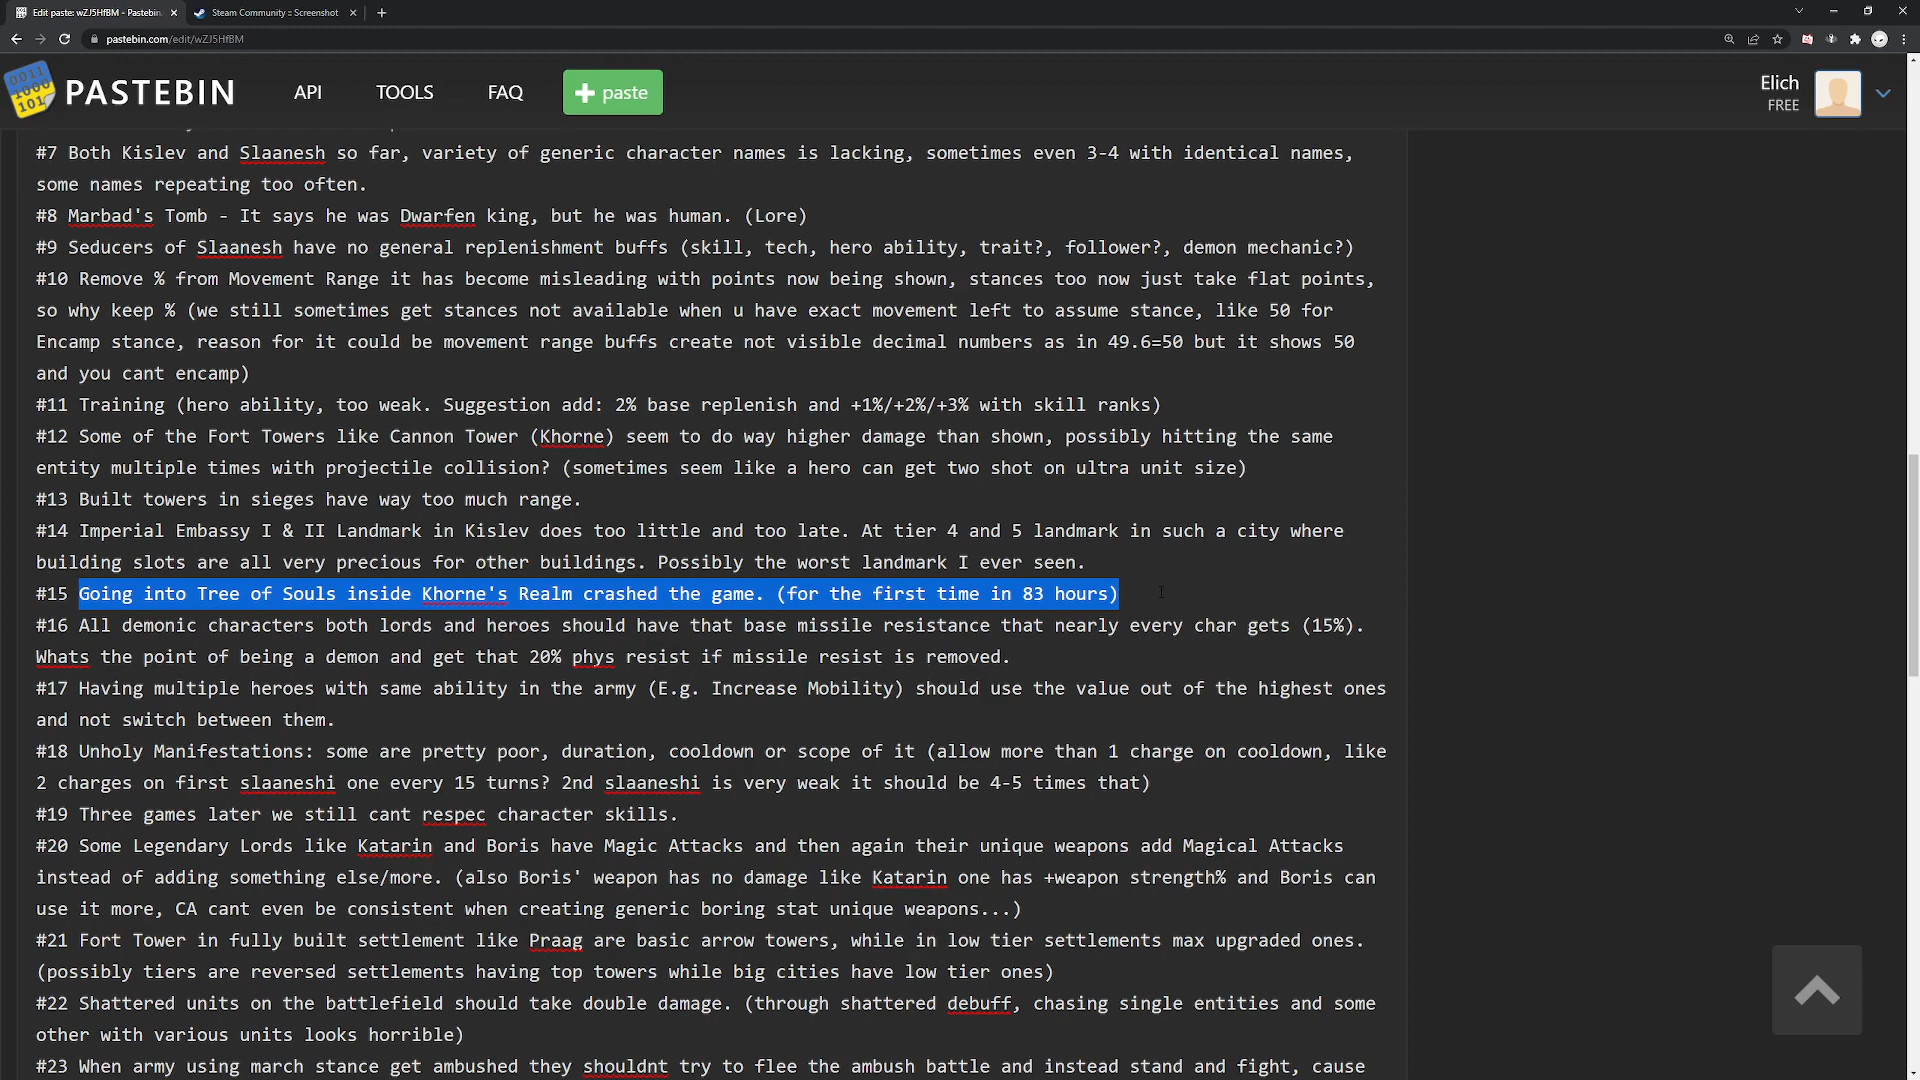 Edit paste: wZJ5HfBM - Pastebin.
Steam Community :: Screenshot
pastebin.com/edit/wZJ5HfBM
PASTEBIN
API
TOOLS
FAQ
paste
Elich
FREE
#7 Both Kislev and Slaanesh so far, variety of generic character names is lacking, sometimes even 3-4 with identical names,
some names repeating too often.
#8 Marbad's Tomb - It says he was Dwarfen king, but he was human. (Lore)
#9 Seducers of Slaanesh have no general replenishment buffs (skill, tech, hero ability, trait?, follower?, demon mechanic?)
#10 Remove % from Movement Range it has become misleading with points now being shown, stances too now just take flat points,
so why keep % (we still sometimes get stances not available when u have exact movement left to assume stance, like 50 for
Encamp stance, reason for it could be movement range buffs create not visible decimal numbers as in 49.6=50 but it shows 50
and you cant encamp)
#11 Training (hero ability, too weak. Suggestion add: 2% base replenish and +1%/+2%/+3% with skill ranks)
#12 Some of the Fort Towers like Cannon Tower (Khorne) seem to do way higher damage than shown, possibly hitting the same
entity multiple times with projectile collision? (sometimes seem like a hero can get two shot on ultra unit size)
#13 Built towers in sieges have way too much range.
#14 Imperial Embassy I & II Landmark in Kislev does too little and too late. At tier 4 and 5 landmark in such a city where
building slots are all very precious for other buildings. Possibly the worst landmark I ever seen.
#15 Going into Tree of Souls inside Khorne's Realm crashed the game. (for the first time in 83 hours)
#16 All demonic characters both lords and heroes should have that base missile resistance that nearly every char gets (15%).
Whats the point of being a demon and get that 20% phys resist if missile resist is removed.
#17 Having multiple heroes with same ability in the army (E.g. Increase Mobility) should use the value out of the highest ones
and not switch between them.
#18 Unholy Manifestations: some are pretty poor, duration, cooldown or scope of it (allow more than 1 charge on cooldown, like
2 charges on first slaaneshi one every 15 turns? 2nd slaaneshi is very weak it should be 4-5 times that)
#19 Three games later we still cant respec character skills.
#20 Some Legendary Lords like Katarin and Boris have Magic Attacks and then again their unique weapons add Magical Attacks
instead of adding something else/more. (also Boris' weapon has no damage like Katarin one has +weapon strength% and Boris can
use it more, CA cant even be consistent when creating generic boring stat unique weapons...)
#21 Fort Tower in fully built settlement like Praag are basic arrow towers, while in low tier settlements max upgraded ones.
(possibly tiers are reversed settlements having top towers while big cities have low tier ones)
#22 Shattered units on the battlefield should take double damage. (through shattered debuff, chasing single entities and some
other with various units looks horrible)
#23 When army using march stance get ambushed they shouldnt try to flee the ambush battle and instead stand and fight, cause